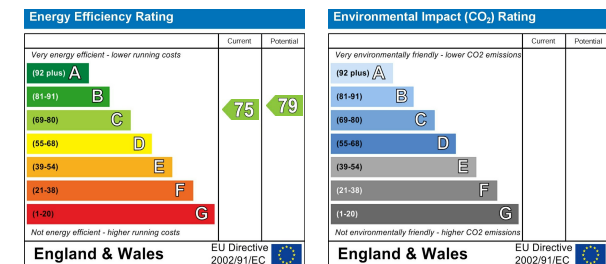 Energy Efficiency Rating
Current Potential
Very energy efficient - lower running costs
(92 plus) A
(81-91) B
(69-80) C
(55-68) D
(39-54) E
(21-38) F
(1-20) G
75 79
Not energy efficient - higher running costs
England & Wales
EU Directive
2002/91/EC
Environmental Impact (CO₂) Rating
Current Potential
Very environmentally friendly - lower CO2 emissions
(92 plus) A
(81-91) B
(69-80) C
(55-68) D
(39-54) E
(21-38) F
(1-20) G
Not environmentally friendly - higher CO2 emissions
England & Wales
EU Directive
2002/91/EC